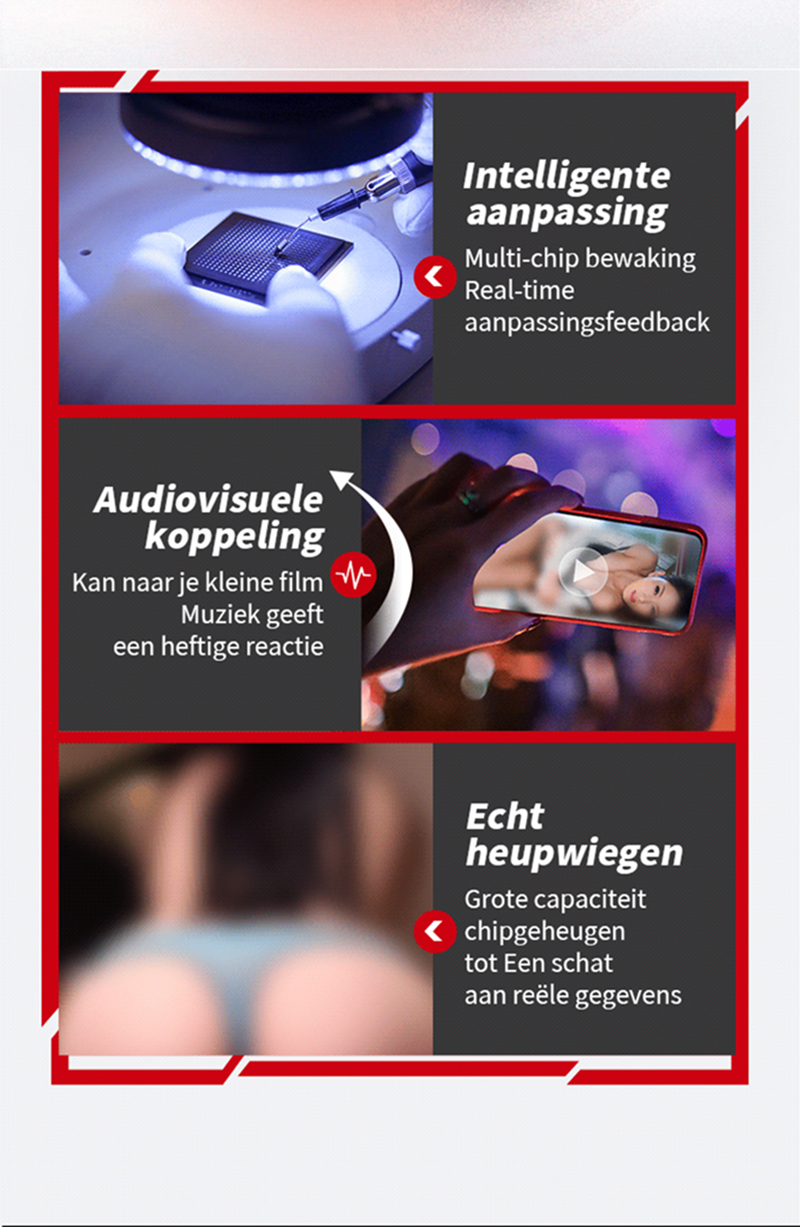 Intelligente
aanpassing
Multi-chip bewaking
Real-time
aanpassingsfeedback
Audiovisuele
koppeling
Kan naar je kleine film
Muziek geeft
een heftige reactie
Echt
heupwiegen
Grote capaciteit
chipgeheugen
tot Een schat
aan reële gegevens